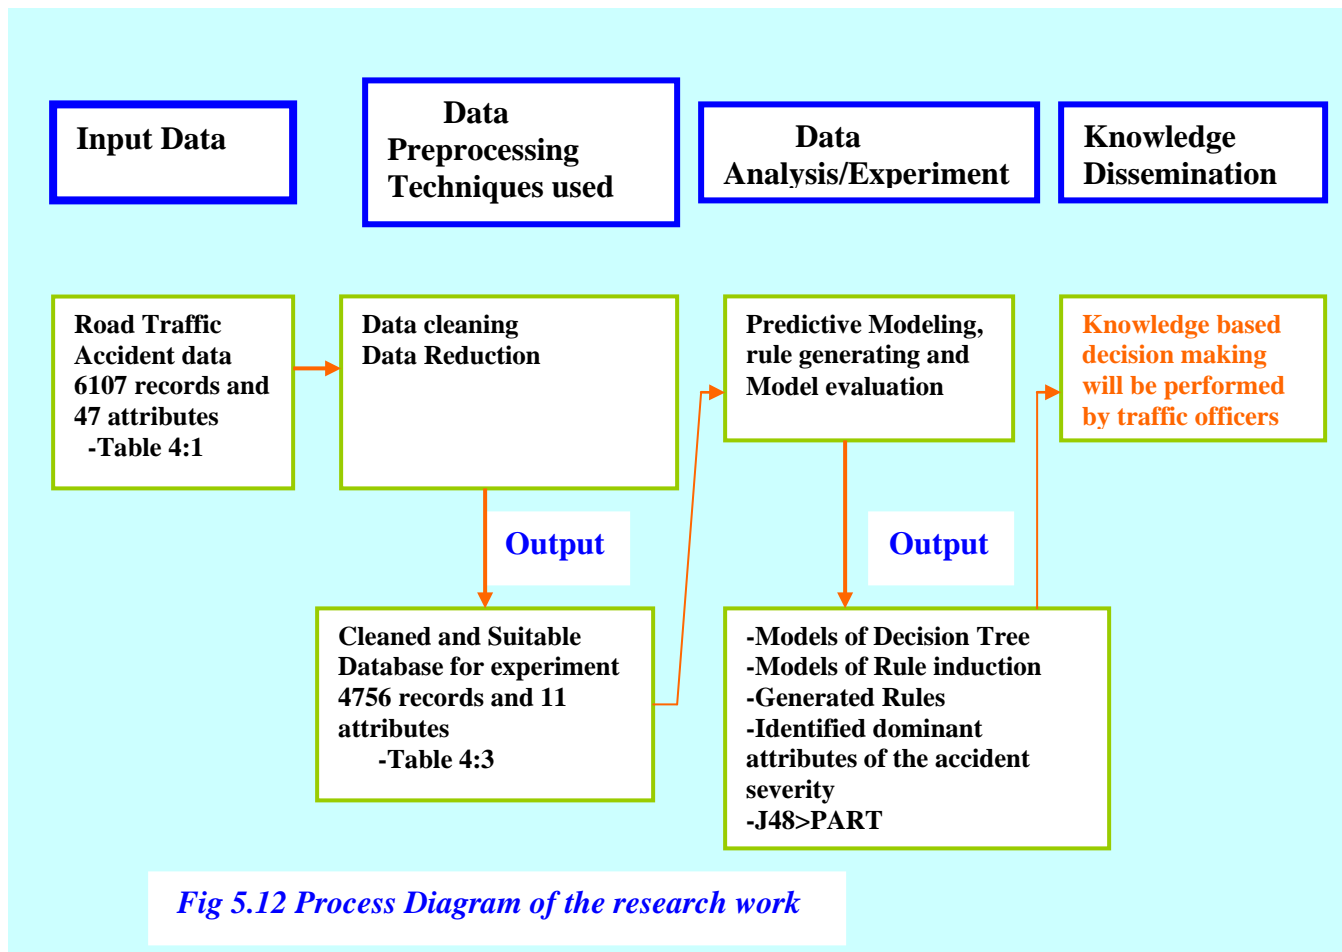 Input Data
Data
Preprocessing
Techniques used
Data
Analysis/Experiment
Knowledge
Dissemination
Road Traffic
Accident data
6107 records and
47 attributes
-Table 4:1
Data cleaning
Data Reduction
Predictive Modeling,
rule generating and
Model evaluation
Knowledge based
decision making
will be performed
by traffic officers
Output
Output
Cleaned and Suitable
Database for experiment
4756 records and 11
attributes
-Table 4:3
-Models of Decision Tree
-Models of Rule induction
-Generated Rules
-Identified dominant
attributes of the accident
severity
-J48>PART
Fig 5.12 Process Diagram of the research work